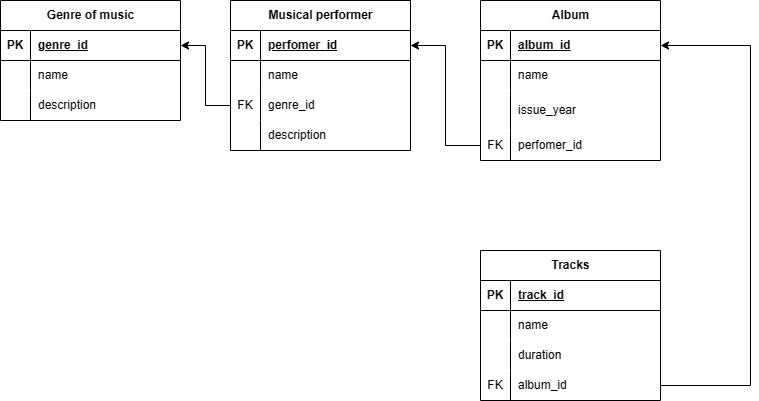 Genre of music
PK genre_id
name
description
Musical performer
PK perfomer_id
name
FK genre_id
description
Album
PK album_id
name
issue_year
FK perfomer_id
Tracks
PK track_id
name
duration
FK album_id